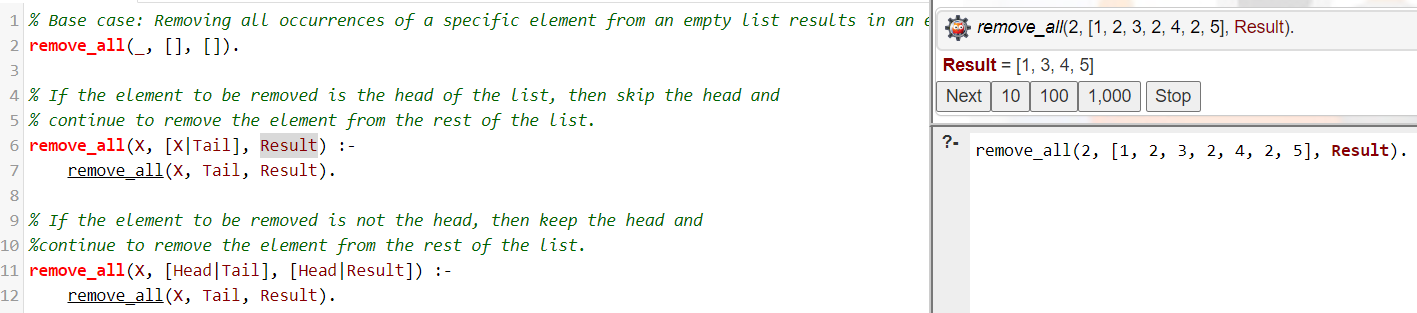 1 % Base case: Removing all occurrences of a specific element from an empty list results in an
2 remove_all(_, [], []).
3
4 % If the element to be removed is the head of the list, then skip the head and
5 % continue to remove the element from the rest of the list.
6 remove_all(X, [X|Tail], Result) :-
7 remove_all(X, Tail, Result).
8
9 % If the element to be removed is not the head, then keep the head and
10 %continue to remove the element from the rest of the list.
11 remove_all(X, [Head|Tail], [Head|Result]) :-
12 remove_all(X, Tail, Result).
remove_all(2, [1, 2, 3, 2, 4, 2, 5], Result).
Result = [1, 3, 4, 5]
Next 10 100 1,000 Stop
?- remove_all(2, [1, 2, 3, 2, 4, 2, 5], Result).